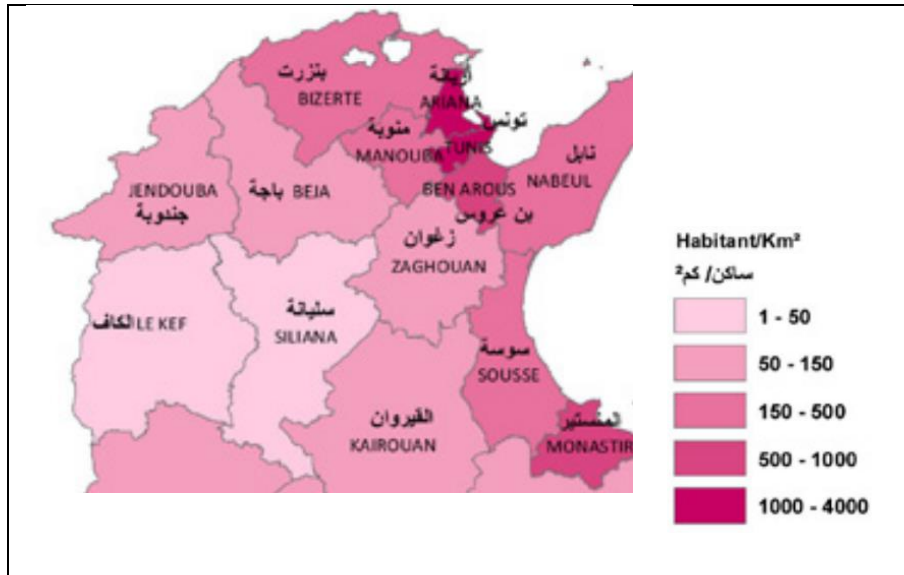 بنزرت
BIZERTE
أريانة
ARIANA
تونس
TUNIS
منوبة
MANOUBA
نابل
NABEUL
BEN AROUS
بن عروس
JENDOUBA
جندوبة
باجة BEJA
زغوان
ZAGHOUAN
الكاف LE KEF
سليانة
SILIANA
سوسة
SOUSSE
القيروان
KAIROUAN
المنستير
MONASTIR
Habitant/Km²
ساكن/ كم²
1 - 50
50 - 150
150 - 500
500 - 1000
1000 - 4000